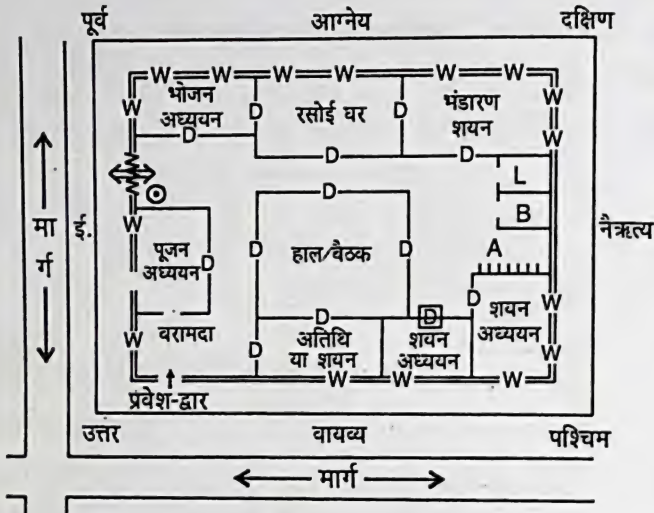 पूर्व आग्नेय दक्षिण
W W W W W W W
W भोजन D रसोई घर भंडारण W
अध्ययन शयन
D D D
W
L
ई. W D B नैऋत्य
मार्ग
पूजन D D हाल/बैठक D A
अध्ययन
D शयन W
वरामदा D अतिथि D अध्ययन
W D या शयन शयन W
अध्ययन
W W W
प्रवेश-द्वार
उत्तर वायव्य पश्चिम
मार्ग